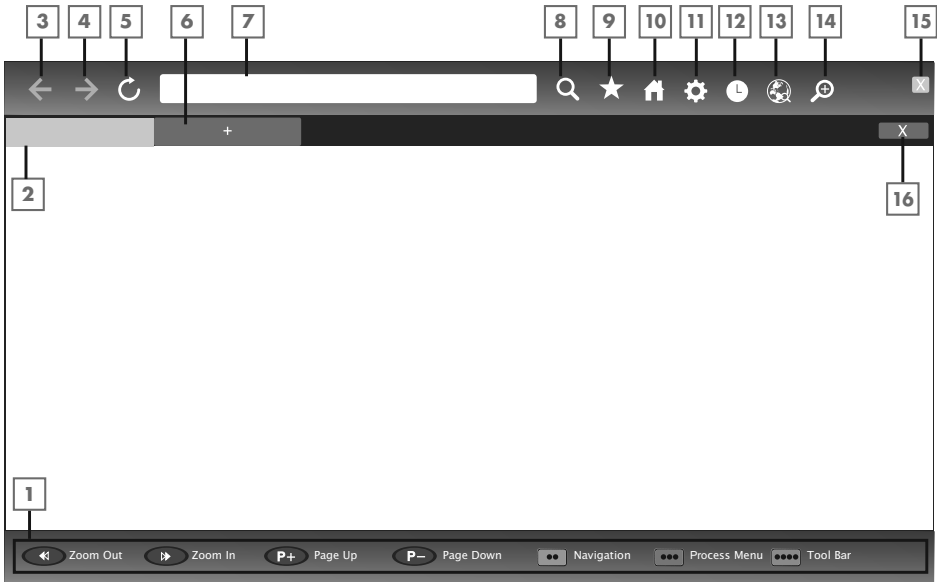 3 4 5 6 7 8 9 10 11 12 13 14 15
X
+ X
2 16
1
Zoom Out Zoom In P+ Page Up P− Page Down Navigation Process Menu Tool Bar